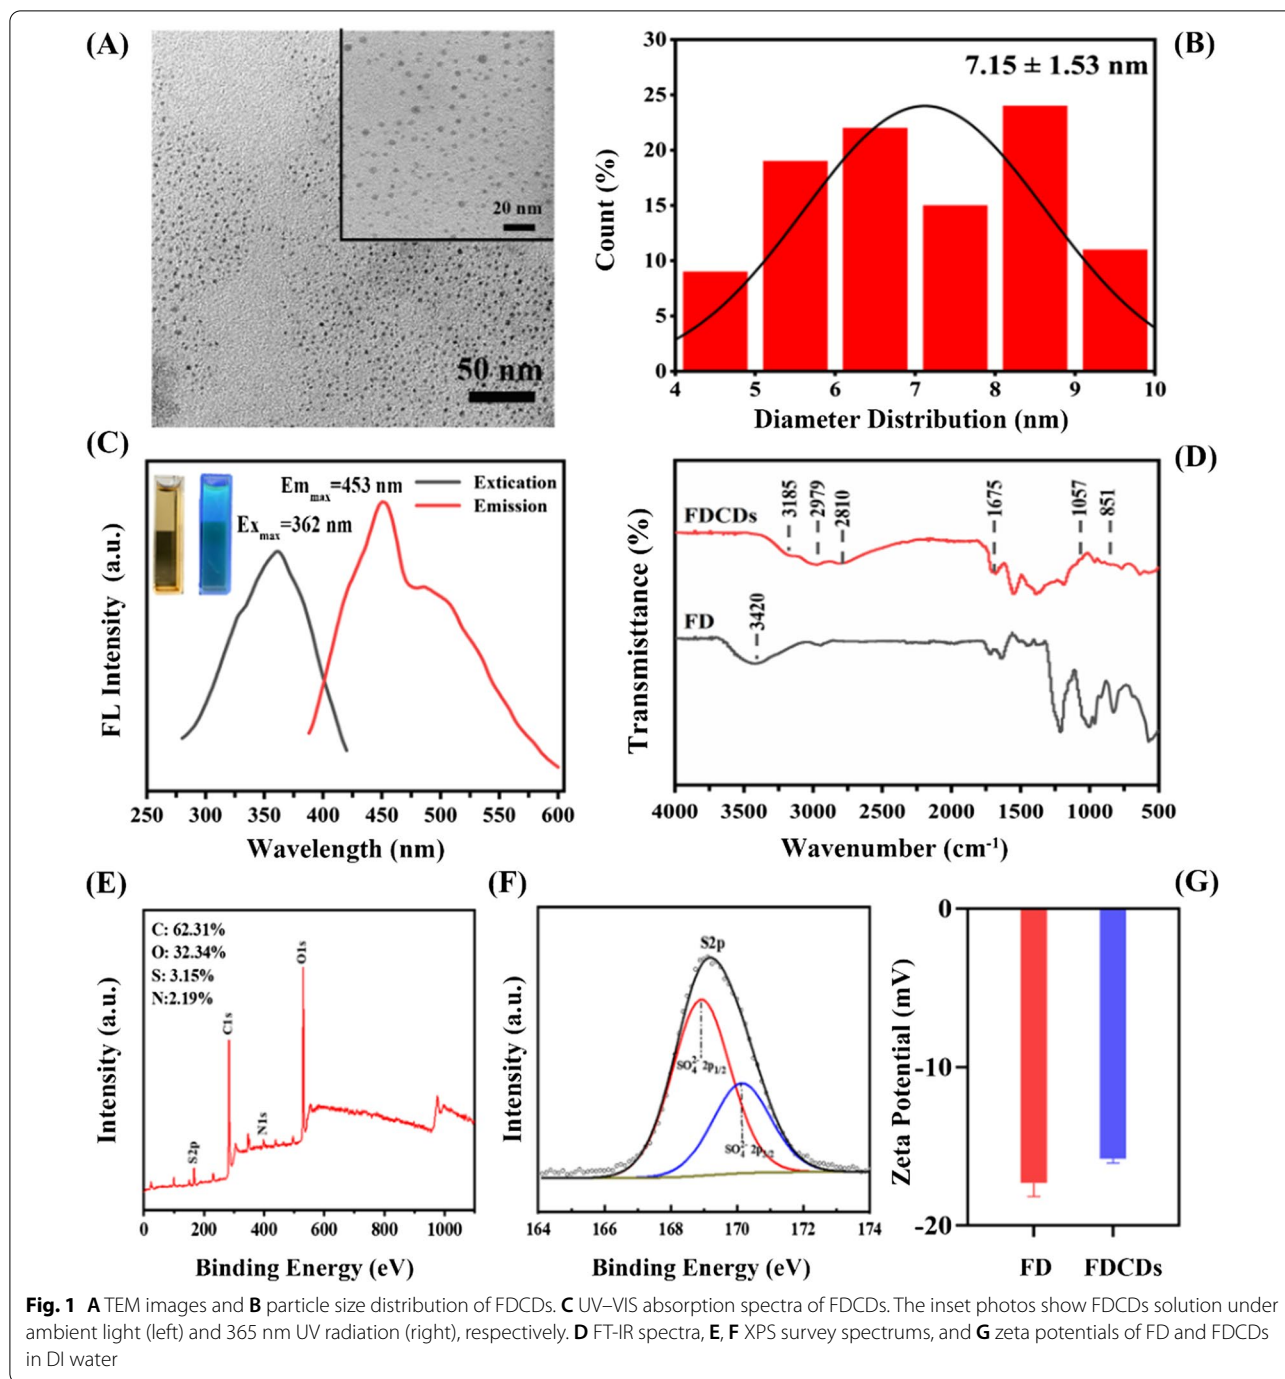 (A)
20 nm
50 nm
(B)
7.15 ± 1.53 nm
30
25
20
15
10
5
0
Count (%)
4 5 6 7 8 9 10
Diameter Distribution (nm)
(C)
Em_max=453 nm
Ex_max=362 nm
Extication
Emission
FL Intensity (a.u.)
250 300 350 400 450 500 550 600
Wavelength (nm)
(D)
FDCDs
3185
2979
2810
1675
1057
851
FD
3420
Transmisttance (%)
4000 3500 3000 2500 2000 1500 1000 500
Wavenumber (cm⁻¹)
(E)
C: 62.31%
O: 32.34%
S: 3.15%
N:2.19%
S2p
C1s
N1s
O1s
Intensity (a.u.)
0 200 400 600 800 1000
Binding Energy (eV)
(F)
S2p
SO₄²⁻ 2p₁/₂
SO₄²⁻ 2p₃/₂
Intensity (a.u.)
164 166 168 170 172 174
Binding Energy (eV)
(G)
0
-10
-20
Zeta Potential (mV)
FD FDCDs
Fig. 1 A TEM images and B particle size distribution of FDCDs. C UV–VIS absorption spectra of FDCDs. The inset photos show FDCDs solution under
ambient light (left) and 365 nm UV radiation (right), respectively. D FT-IR spectra, E, F XPS survey spectrums, and G zeta potentials of FD and FDCDs
in DI water